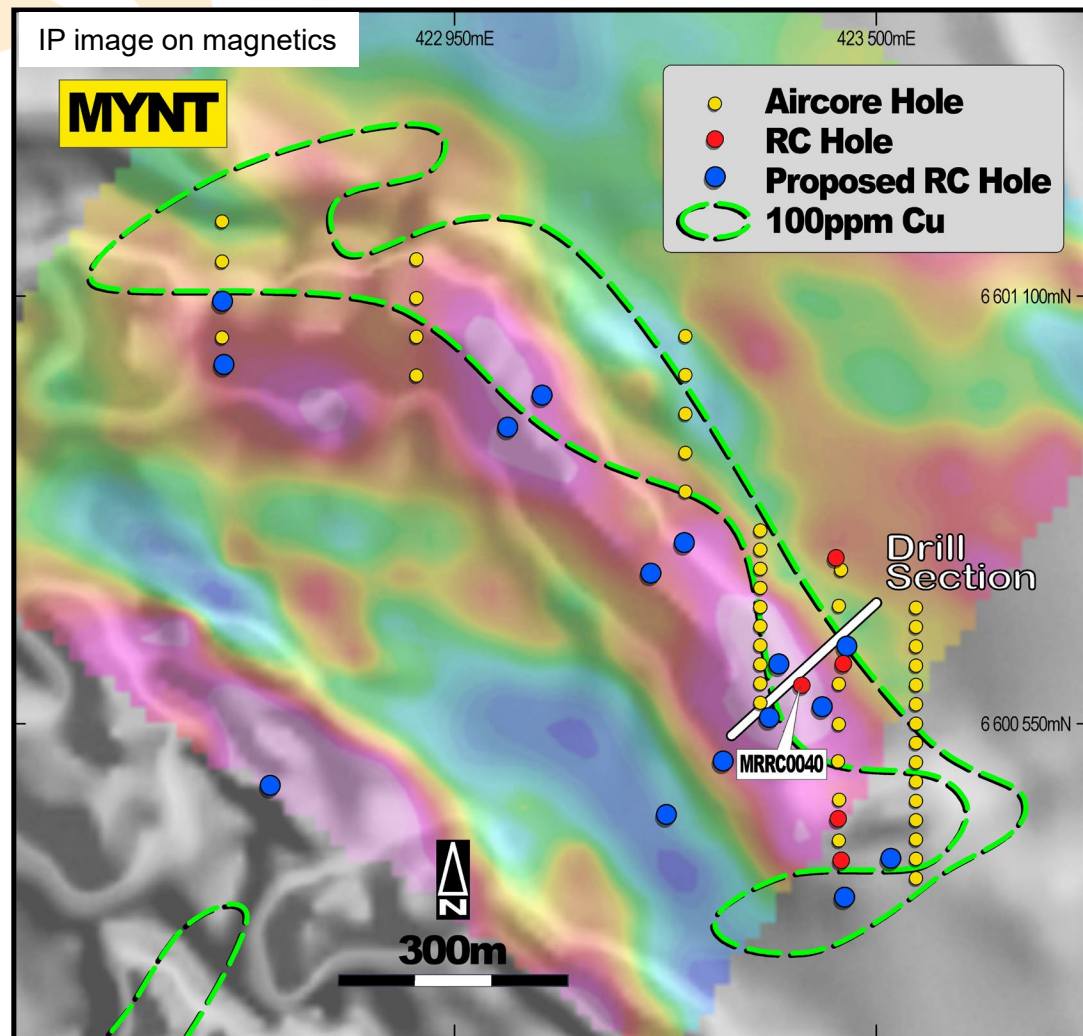 IP image on magnetics
422 950mE
423 500mE
MYNT
Aircore Hole
RC Hole
Proposed RC Hole
100ppm Cu
6 601 100mN
Drill
Section
6 600 550mN
MRRC0040
N
300m